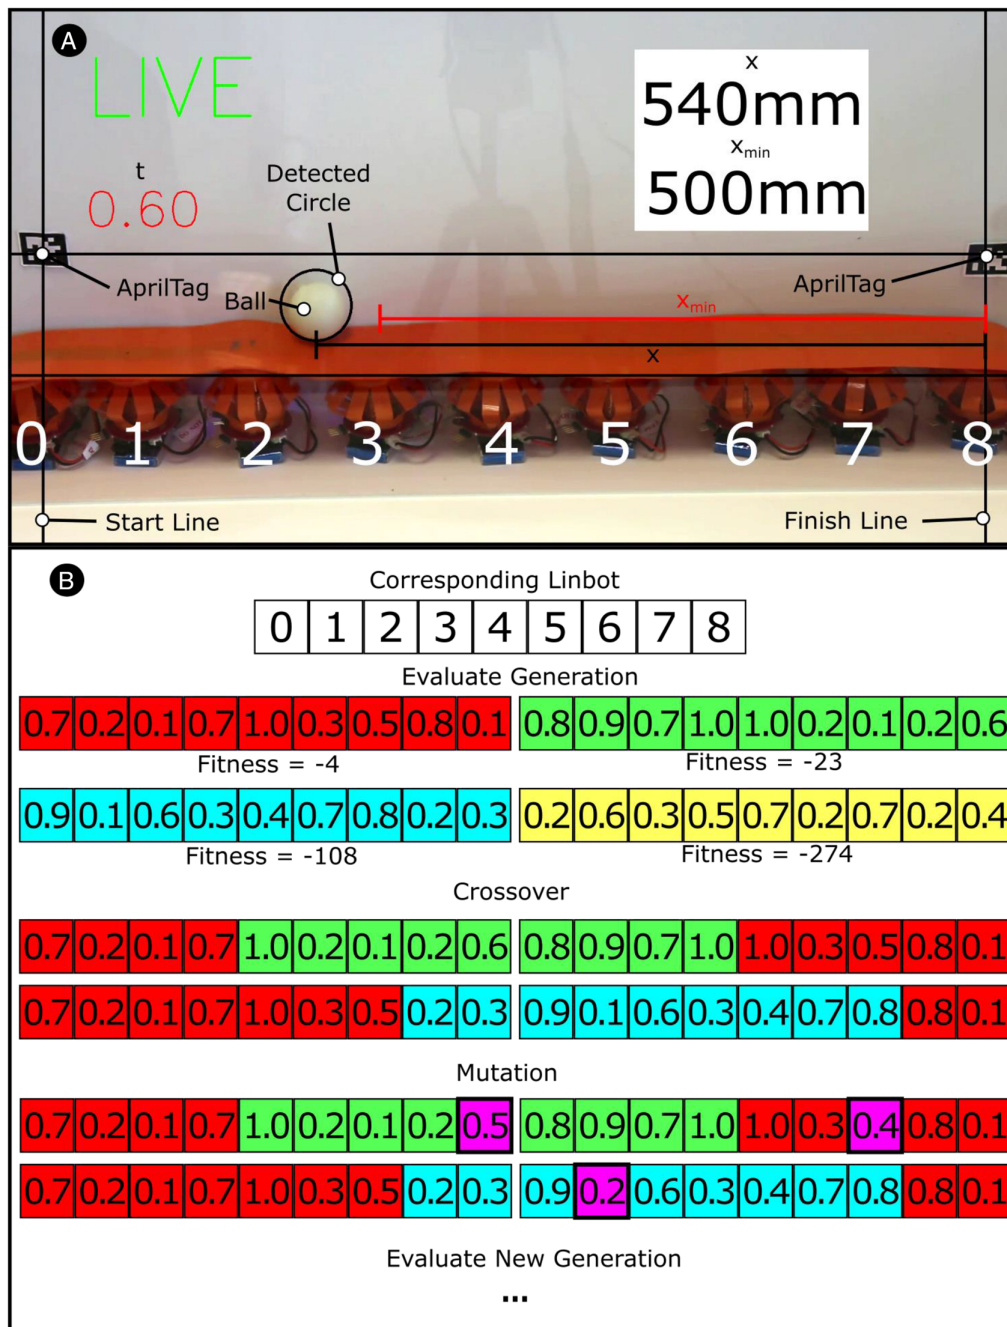 A
LIVE
t
0.60
Detected
Circle
x
540mm
xmin
500mm
AprilTag
Ball
AprilTag
xmin
x
0 1 2 3 4 5 6 7 8
Start Line
Finish Line
B
Corresponding Linbot
0 1 2 3 4 5 6 7 8
Evaluate Generation
0.7 0.2 0.1 0.7 1.0 0.3 0.5 0.8 0.1 0.8 0.9 0.7 1.0 1.0 0.2 0.1 0.2 0.6
Fitness = -4 Fitness = -23
0.9 0.1 0.6 0.3 0.4 0.7 0.8 0.2 0.3 0.2 0.6 0.3 0.5 0.7 0.2 0.7 0.2 0.4
Fitness = -108 Fitness = -274
Crossover
0.7 0.2 0.1 0.7 1.0 0.2 0.1 0.2 0.6 0.8 0.9 0.7 1.0 1.0 0.3 0.5 0.8 0.1
0.7 0.2 0.1 0.7 1.0 0.3 0.5 0.2 0.3 0.9 0.1 0.6 0.3 0.4 0.7 0.8 0.8 0.1
Mutation
0.7 0.2 0.1 0.7 1.0 0.2 0.1 0.2 0.5 0.8 0.9 0.7 1.0 1.0 0.3 0.4 0.8 0.1
0.7 0.2 0.1 0.7 1.0 0.3 0.5 0.2 0.3 0.9 0.2 0.6 0.3 0.4 0.7 0.8 0.8 0.1
Evaluate New Generation
...